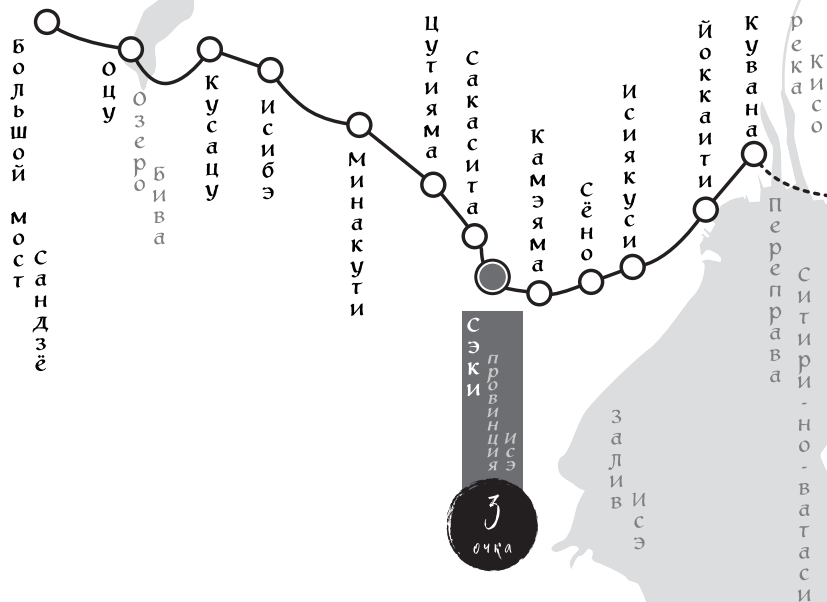 Большой мост
Сандзё
Оцу
Озеро
Бива
Кусацу
Исибэ
Минакути
Цутияма
Сакасита
Сэки
провинция
Исэ
3
очка
Камэяма
Сёно
Исиякуси
Йоккаити
Кувана
река
Кисо
Переправа
Ситири-но-ватаси
залив
Исэ